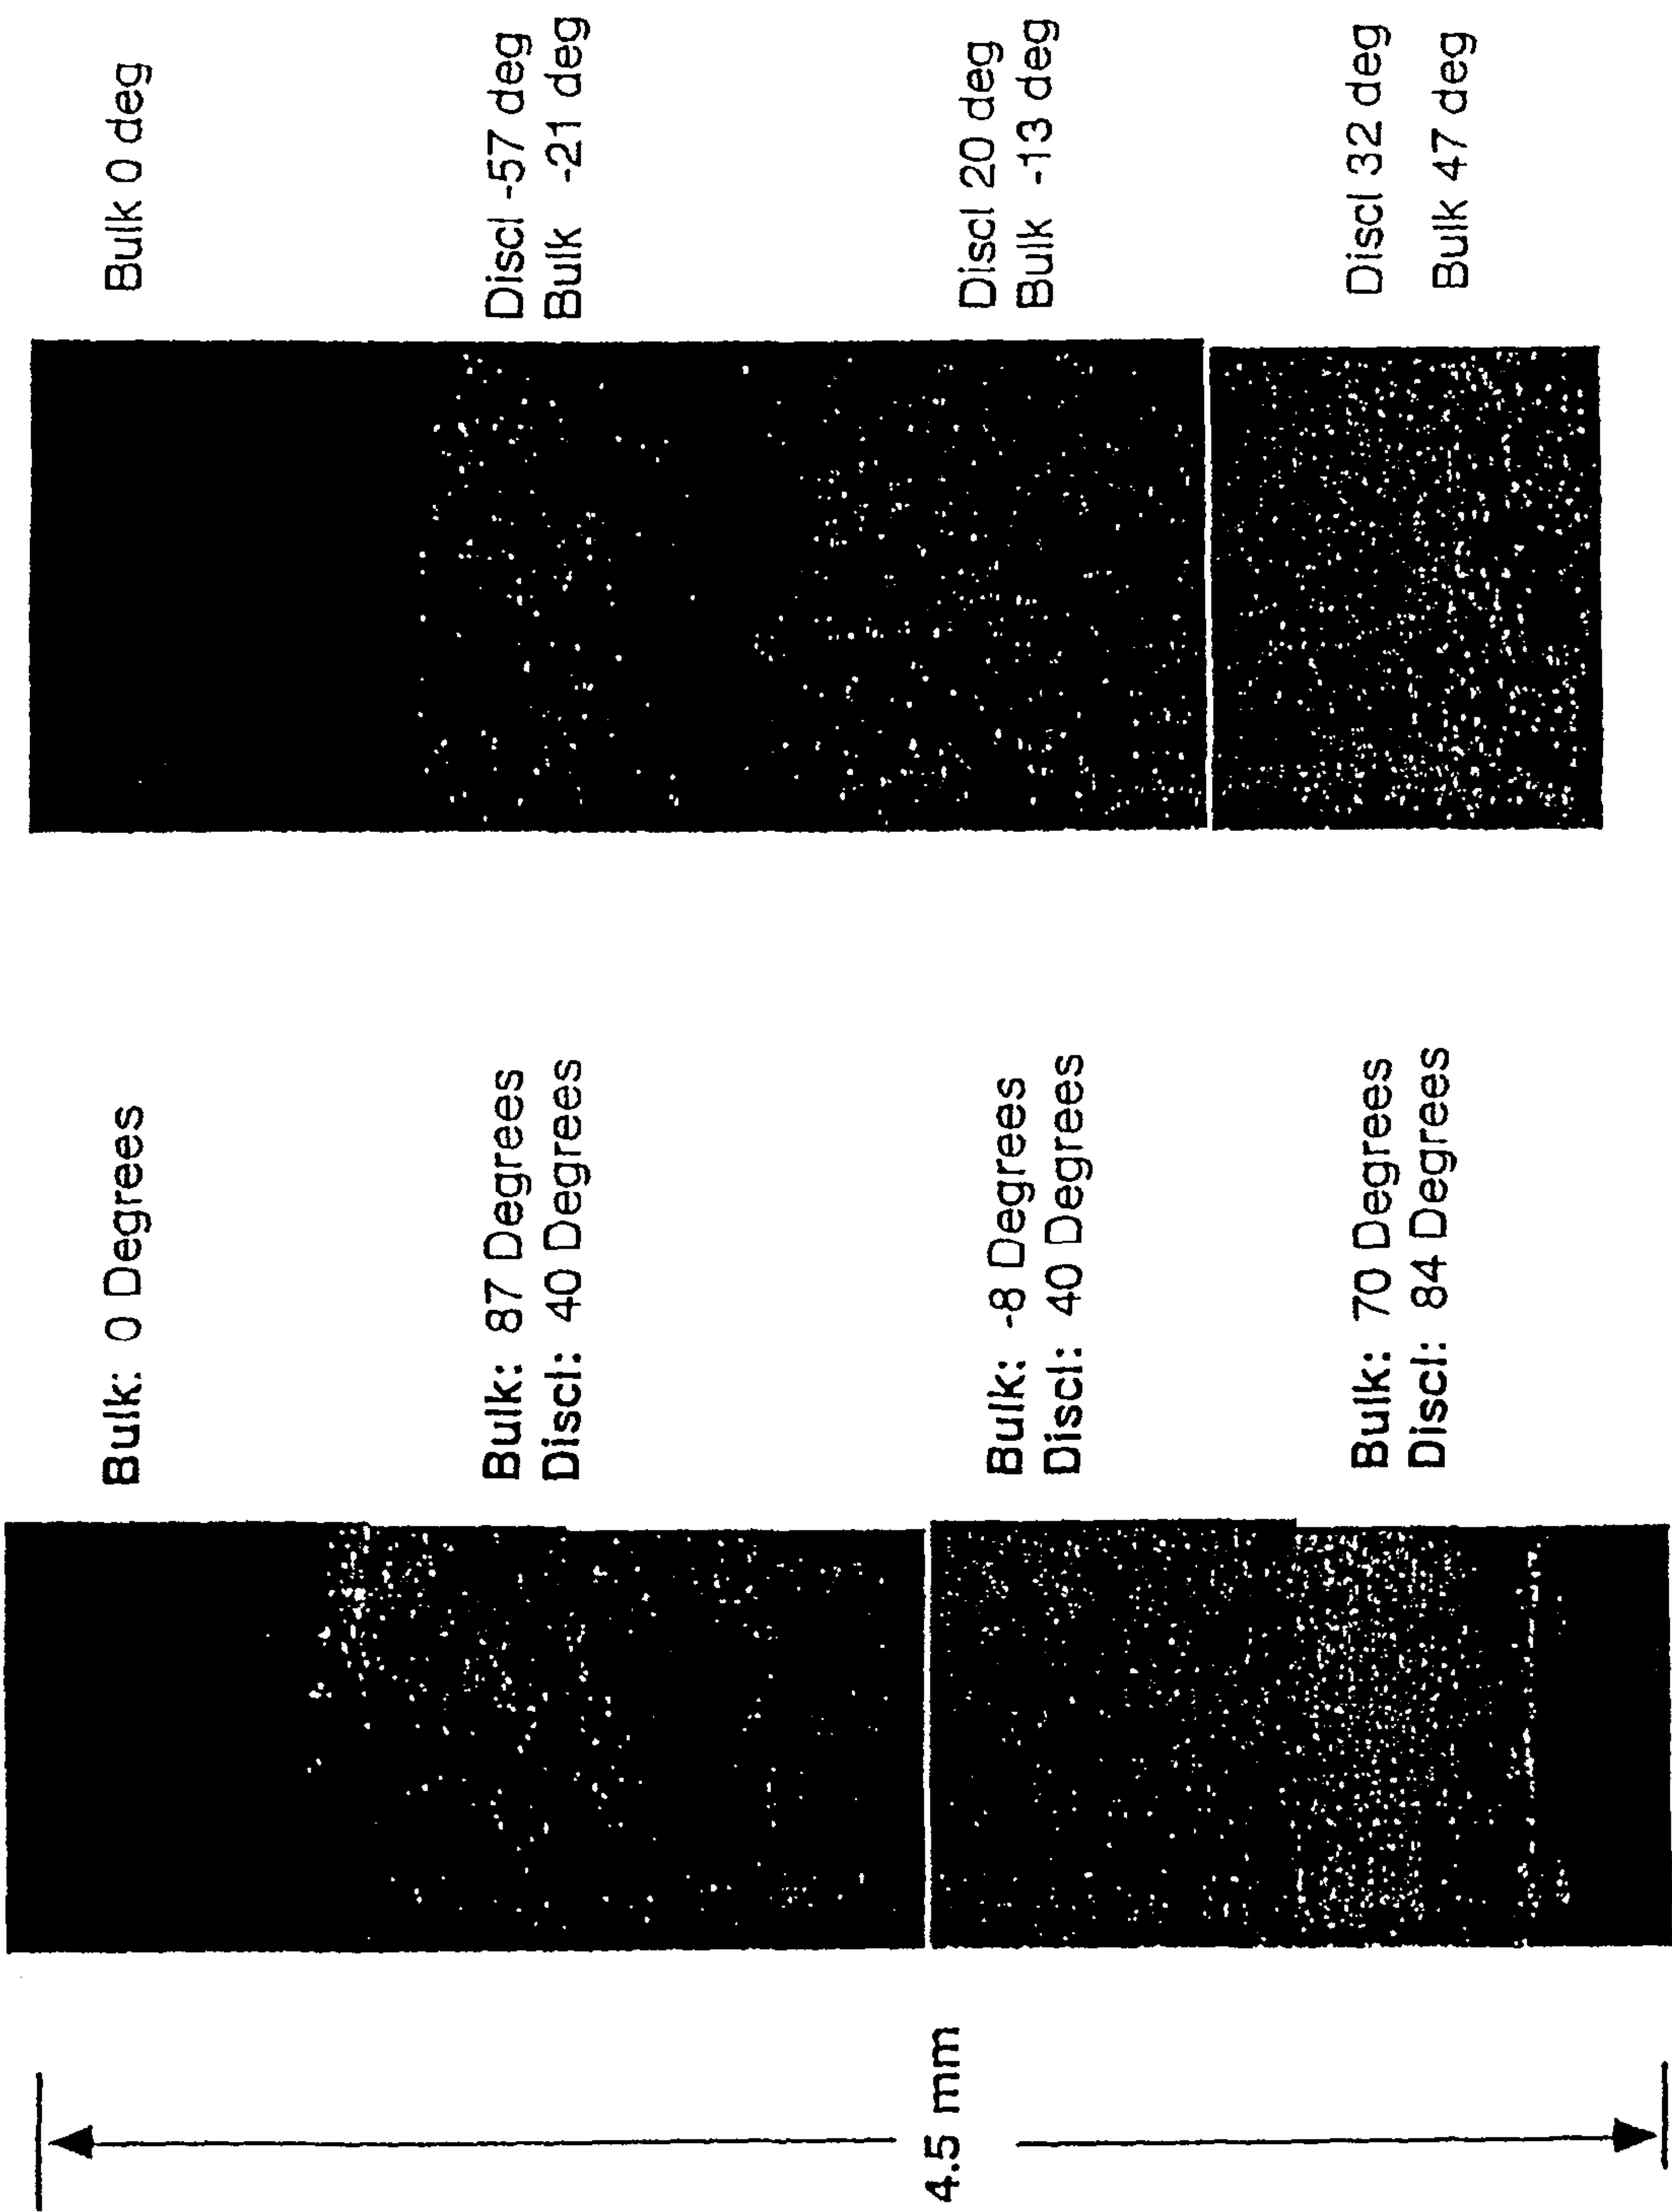 4.5 mm
Bulk: 0 Degrees
Bulk: 87 Degrees
Discl: 40 Degrees
Bulk: -8 Degrees
Discl: 40 Degrees
Bulk: 70 Degrees
Discl: 84 Degrees
Bulk 0 deg
Discl -57 deg
Bulk -21 deg
Discl 20 deg
Bulk -13 deg
Discl 32 deg
Bulk 47 deg